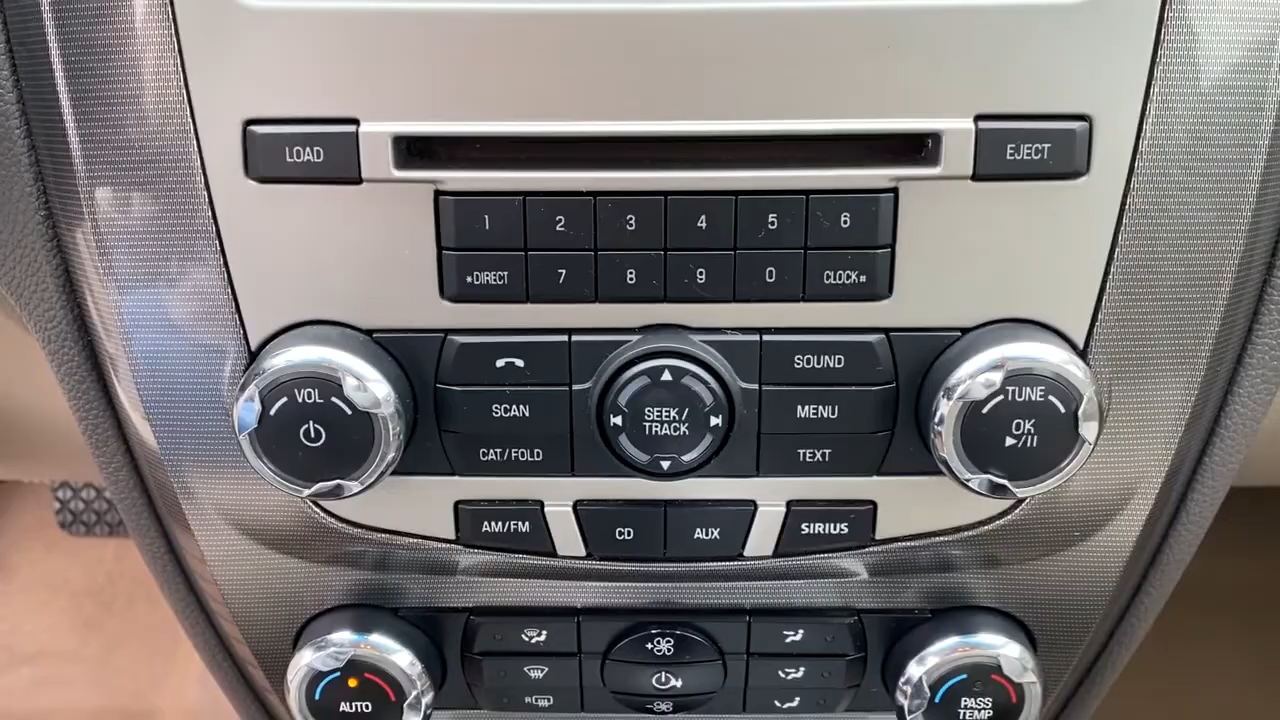 LOAD
EJECT
1 2 3 4 5 6
*DIRECT 7 8 9 0 CLOCK#
VOL
SCAN
CAT/FOLD
SEEK/
TRACK
SOUND
MENU
TEXT
TUNE
OK
AM/FM
CD
AUX
SIRIUS
R
AUTO
PASS
TEMP